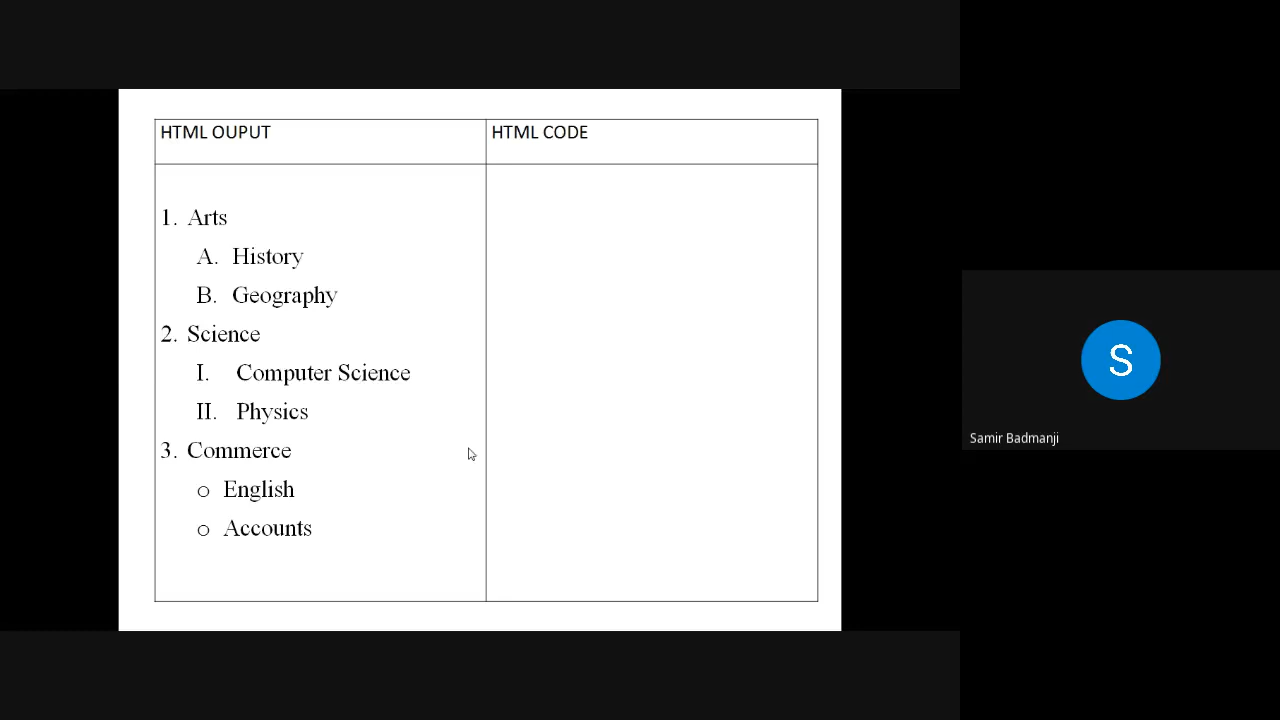 HTML OUPUT
HTML CODE
1. Arts
A. History
B. Geography
2. Science
I. Computer Science
II. Physics
3. Commerce
o English
o Accounts
S
Samir Badmanji